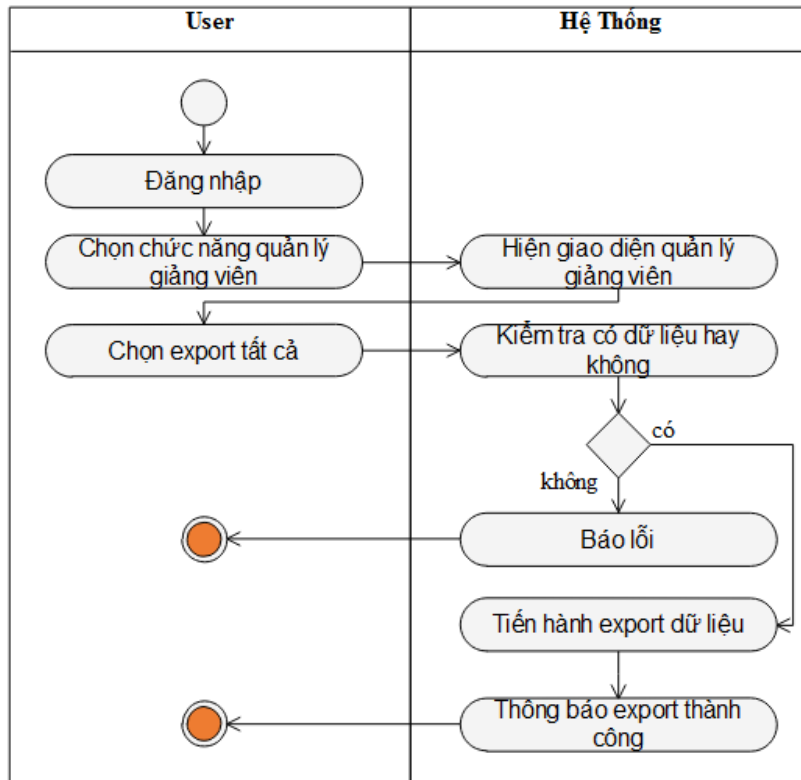 User
Hệ Thống
Đăng nhập
Chọn chức năng quản lý
giảng viên
Hiện giao diện quản lý
giảng viên
Chọn export tất cả
Kiểm tra có dữ liệu hay
không
có
không
Báo lỗi
Tiến hành export dữ liệu
Thông báo export thành
công